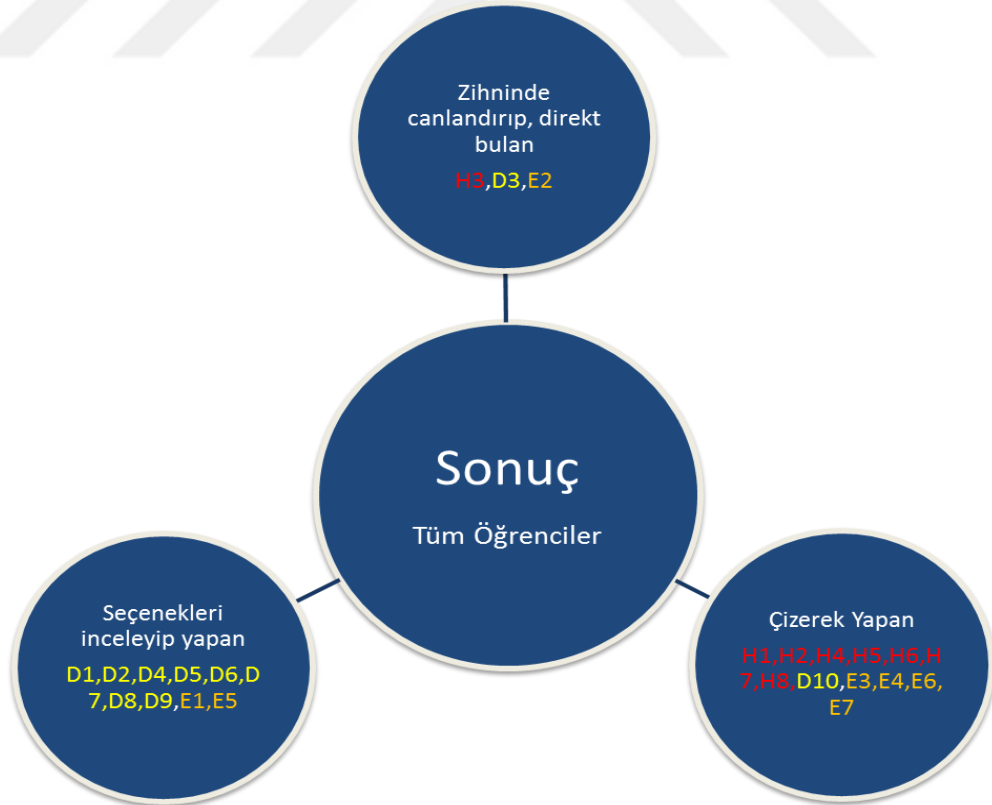 Zihninde
canlandırıp, direkt
bulan
H3,D3,E2
Sonuç
Tüm Öğrenciler
Seçenekleri
inceleyip yapan
D1,D2,D4,D5,D6,D
7,D8,D9,E1,E5
Çizerek Yapan
H1,H2,H4,H5,H6,H
7,H8,D10,E3,E4,E6,
E7